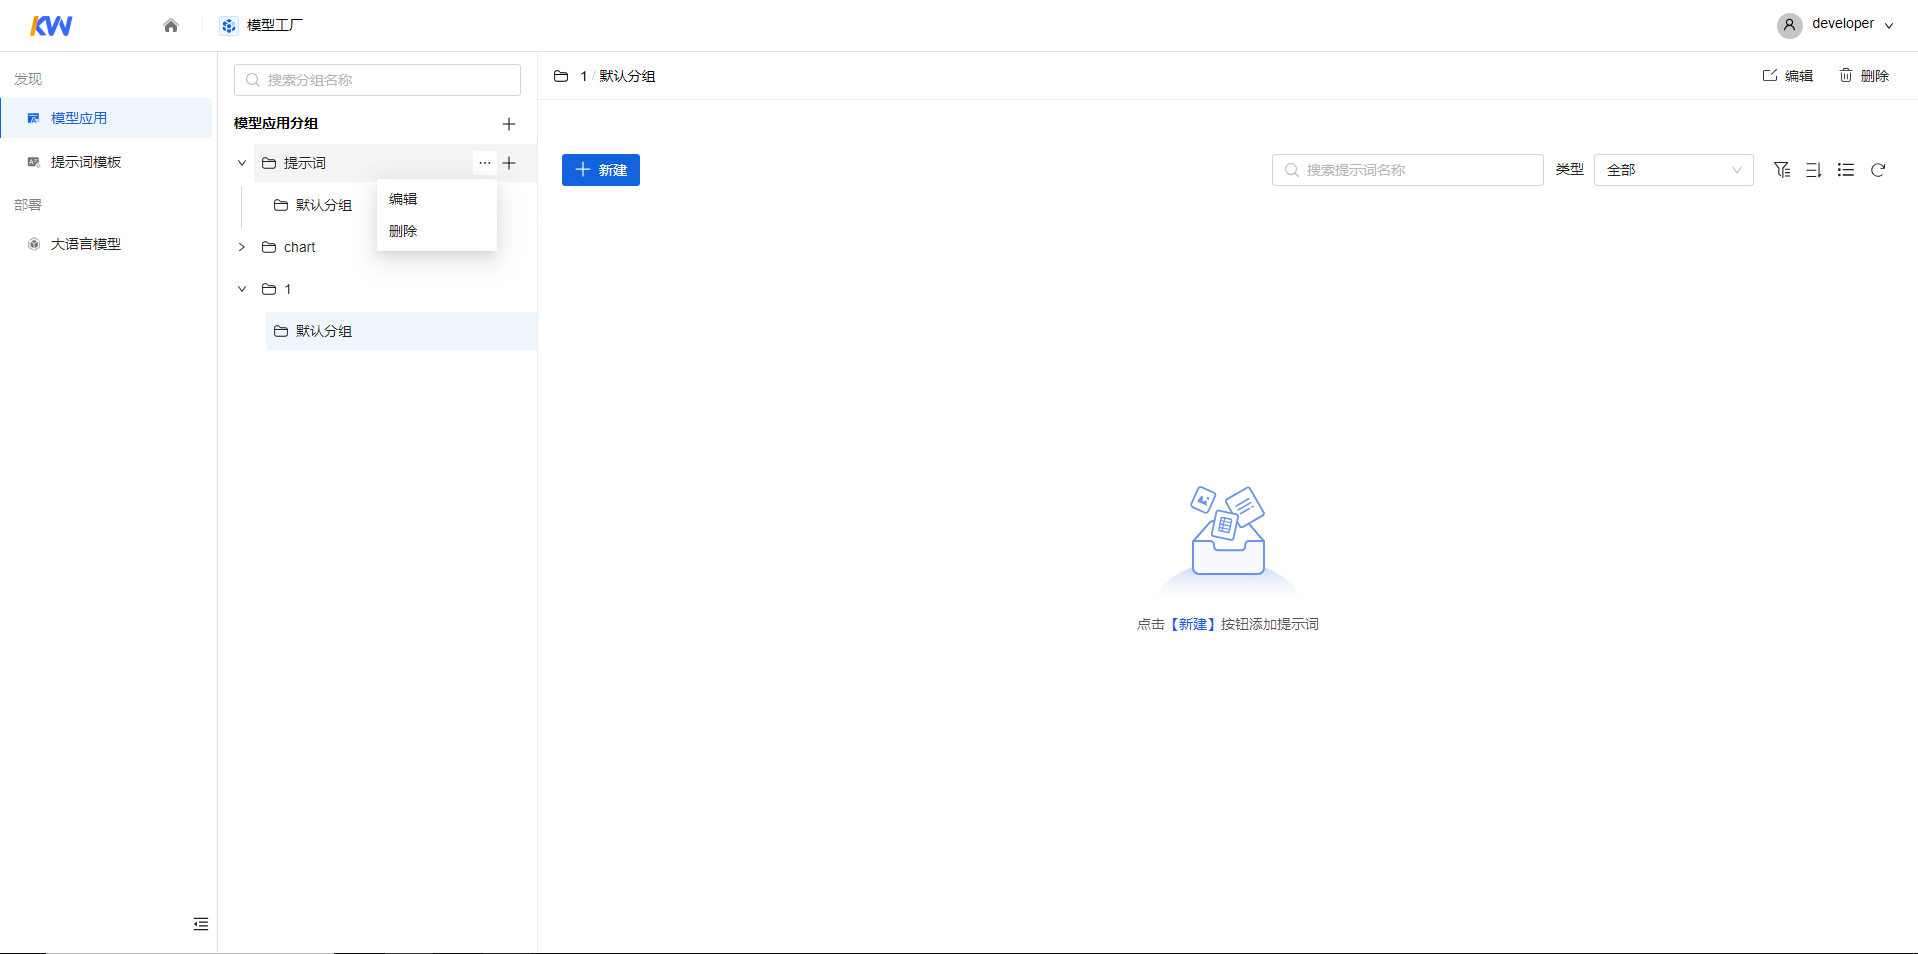 KW
模型工厂
developer
发现
模型应用
提示词模板
部署
大语言模型
搜索分组名称
模型应用分组
提示词
默认分组
编辑
删除
chart
1
默认分组
1 / 默认分组
编辑
删除
新建
搜索提示词名称
类型
全部
点击【新建】按钮添加提示词